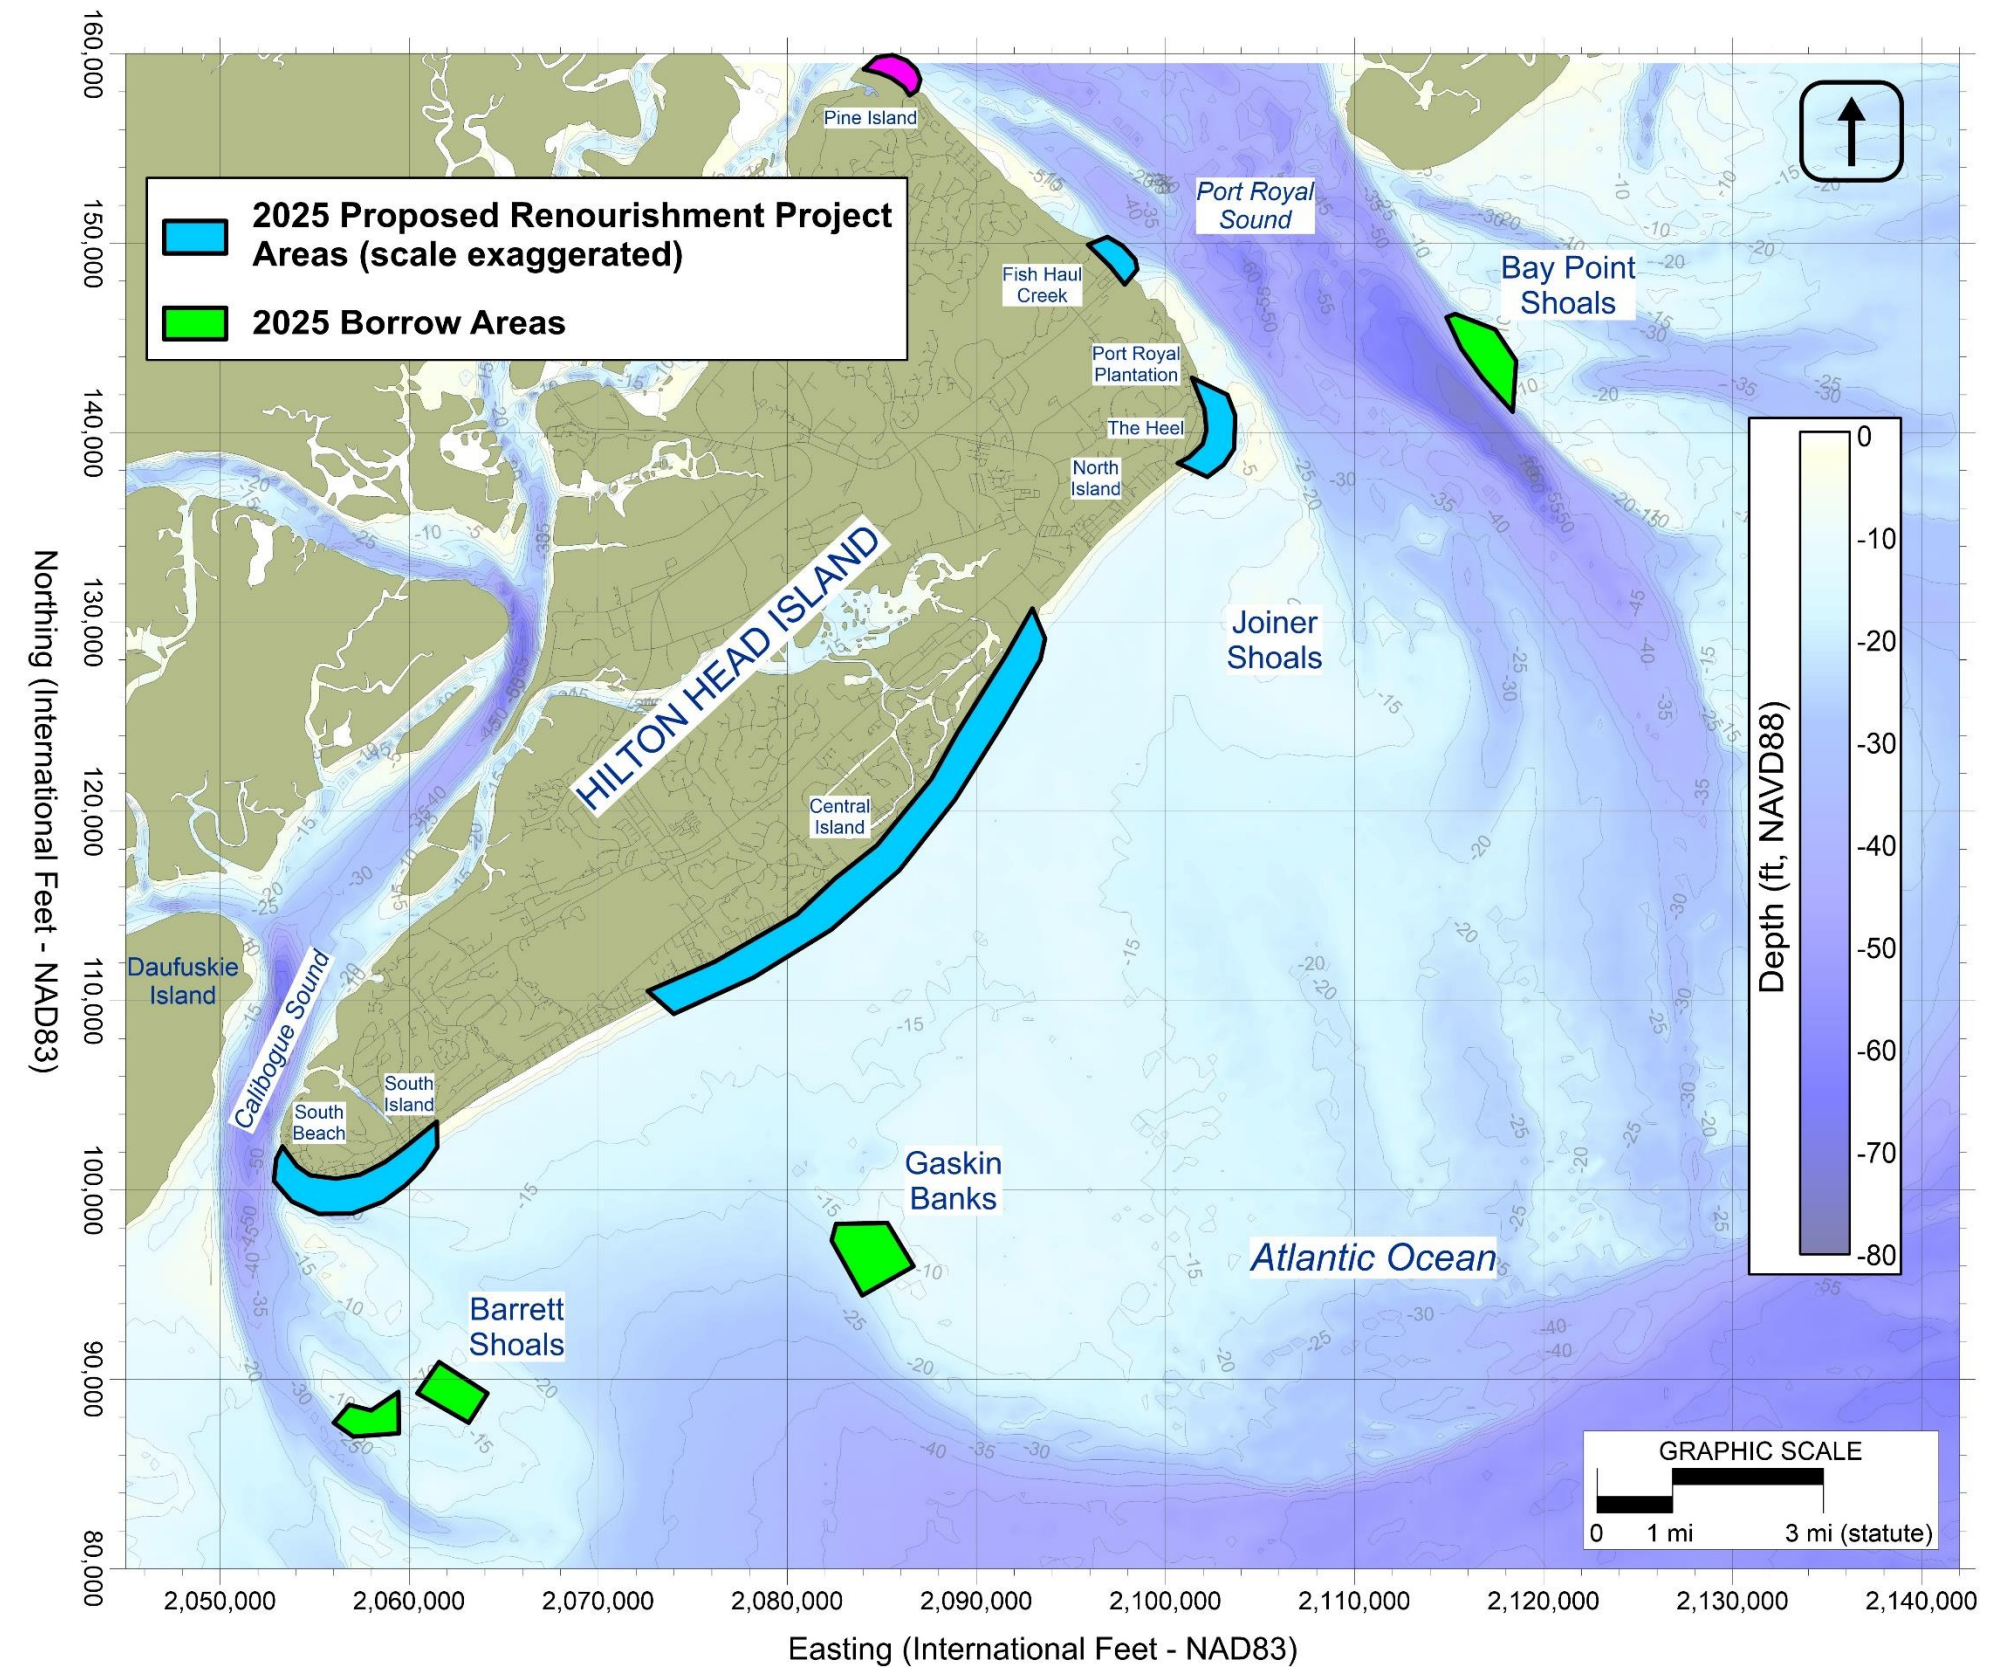 160,000
150,000
140,000
130,000
120,000
110,000
100,000
90,000
80,000
Northing (International Feet - NAD83)
2025 Proposed Renourishment Project
Areas (scale exaggerated)
2025 Borrow Areas
Pine Island
Port Royal
Sound
Fish Haul
Creek
Bay Point
Shoals
Port Royal
Plantation
The Heel
North
Island
HILTON HEAD ISLAND
Joiner
Shoals
Central
Island
Daufuskie
Island
Calibogue Sound
South
Island
South
Beach
Gaskin
Banks
Atlantic Ocean
Barrett
Shoals
Depth (ft, NAVD88)
0
-10
-20
-30
-40
-50
-60
-70
-80
GRAPHIC SCALE
0 1 mi 3 mi (statute)
2,050,000 2,060,000 2,070,000 2,080,000 2,090,000 2,100,000 2,110,000 2,120,000 2,130,000 2,140,000
Easting (International Feet - NAD83)